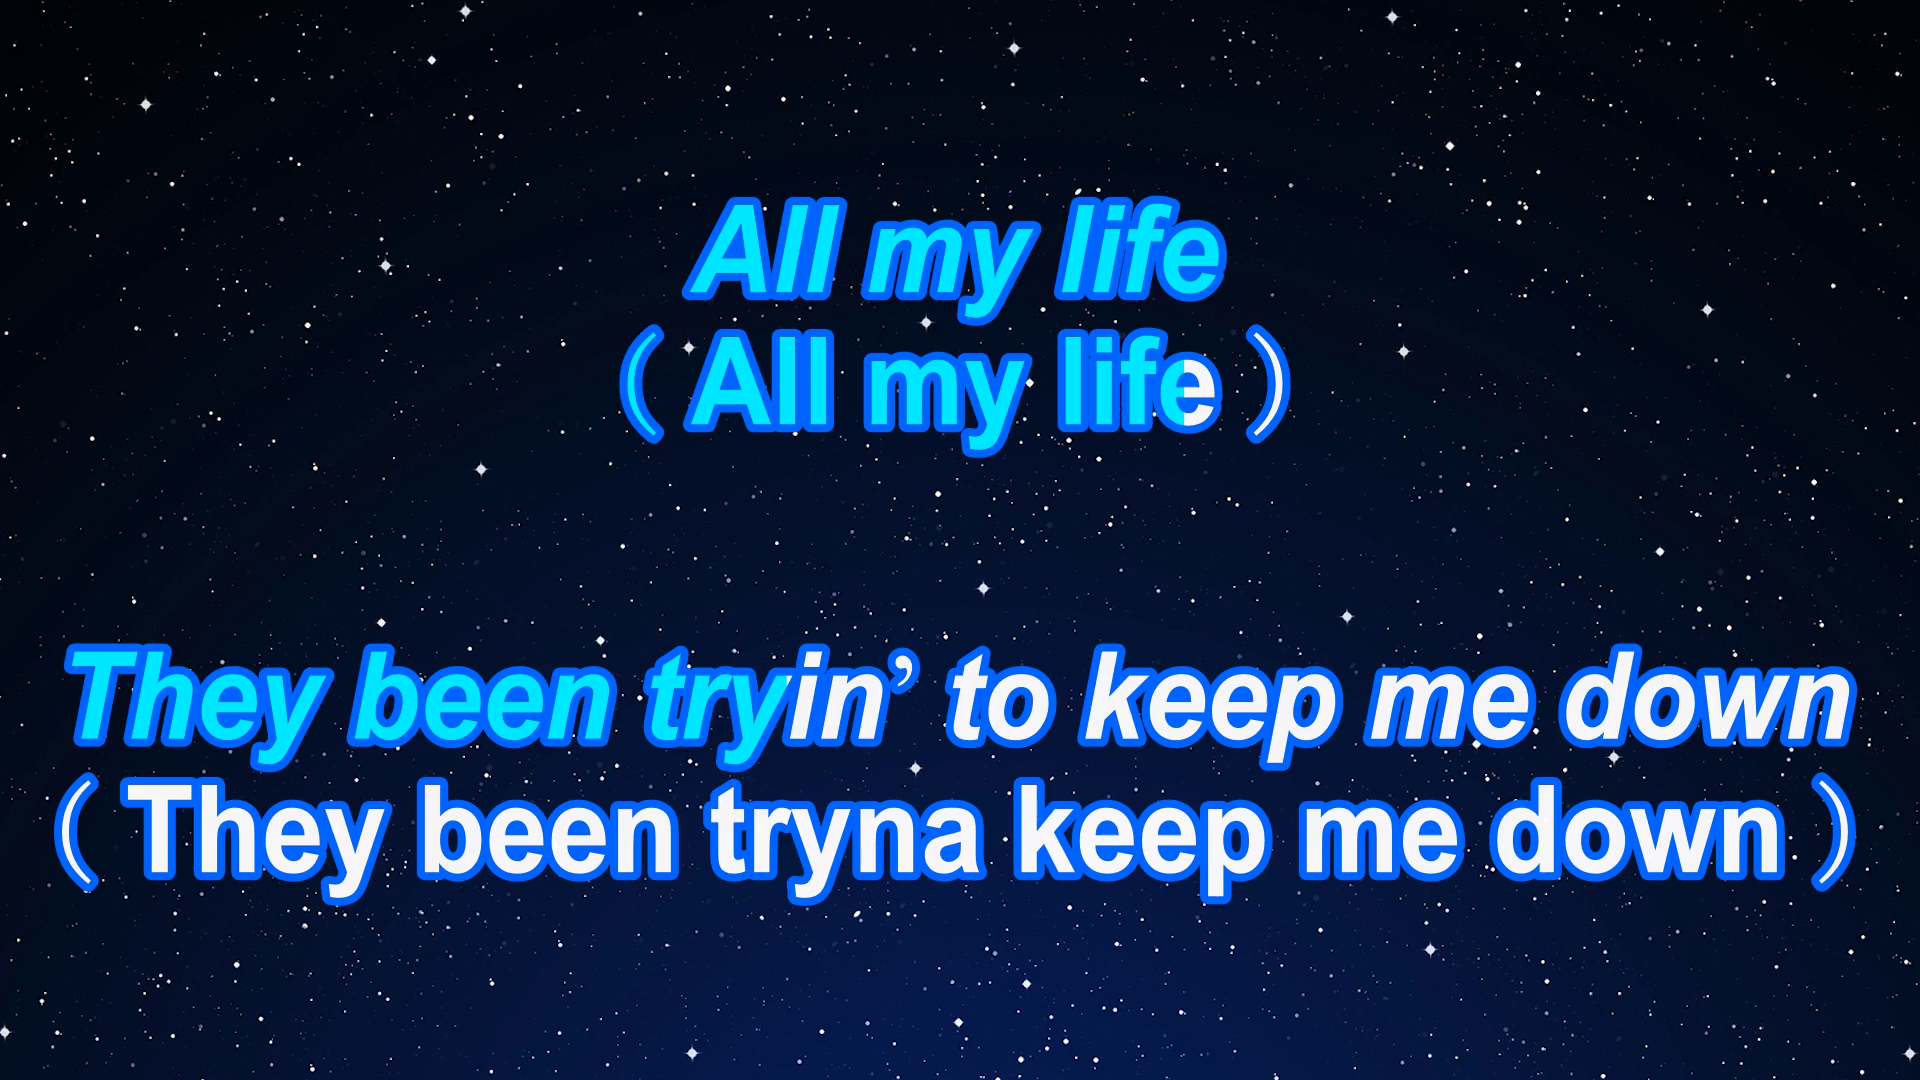 All my life
( All my life )
They been tryin’ to keep me down
( They been tryna keep me down )